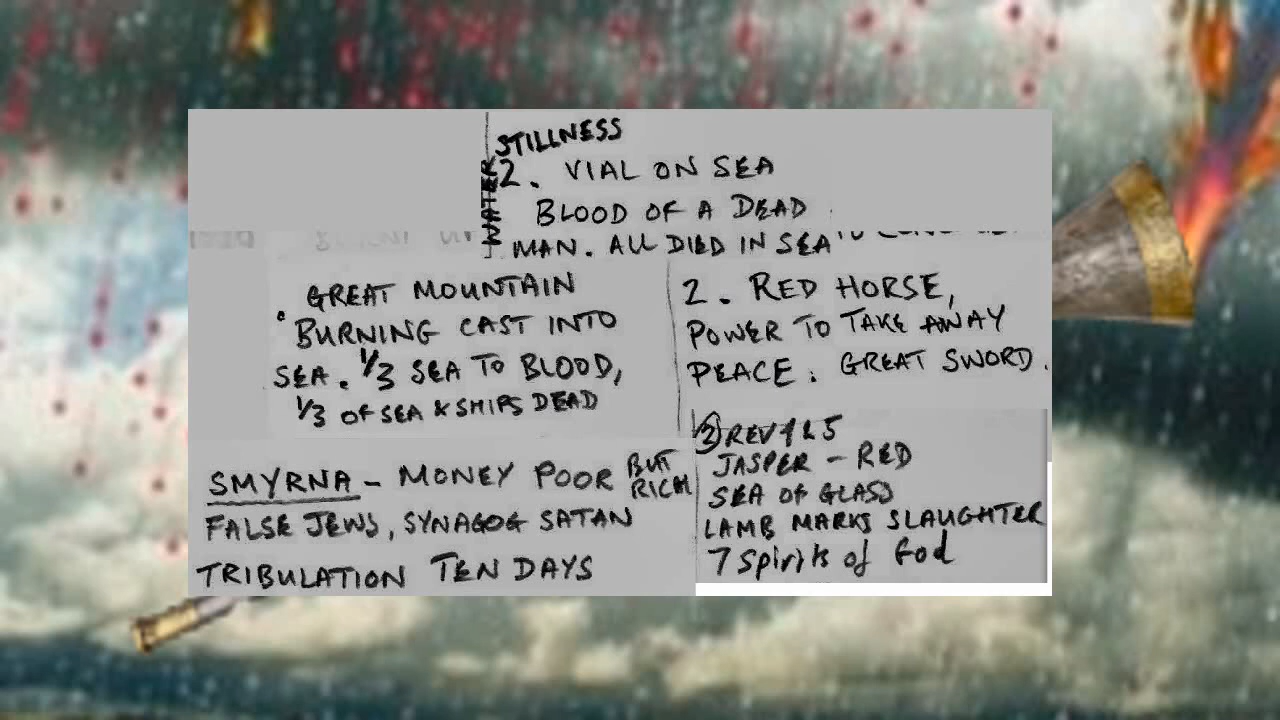 STILLNESS
WATER
2. VIAL ON SEA
BLOOD OF A DEAD
MAN. ALL DIED IN SEA
GREAT MOUNTAIN
BURNING CAST INTO
SEA. 1/3 SEA TO BLOOD,
1/3 OF SEA & SHIPS DEAD
2. RED HORSE,
POWER TO TAKE AWAY
PEACE. GREAT SWORD.
SMYRNA - MONEY POOR BUT RICH
FALSE JEWS, SYNAGOG SATAN
TRIBULATION TEN DAYS
② REV 4 & 5
JASPER - RED
SEA OF GLASS
LAMB MARKS SLAUGHTER
7 Spirits of God